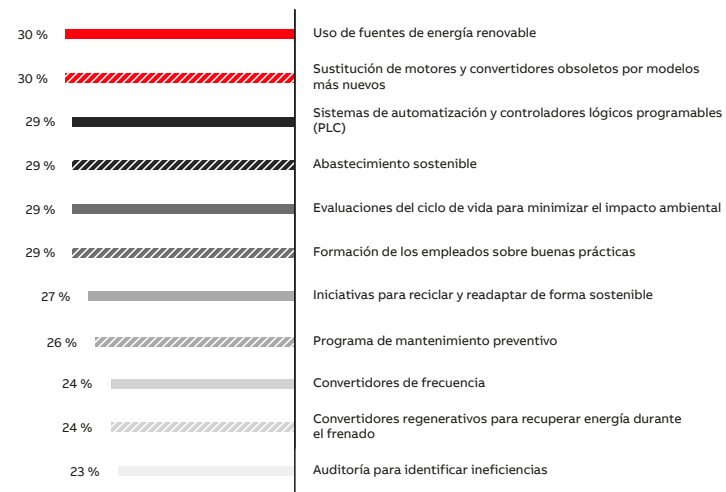 30 % Uso de fuentes de energía renovable
30 % Sustitución de motores y convertidores obsoletos por modelos
más nuevos
29 % Sistemas de automatización y controladores lógicos programables
(PLC)
29 % Abastecimiento sostenible
29 % Evaluaciones del ciclo de vida para minimizar el impacto ambiental
29 % Formación de los empleados sobre buenas prácticas
27 % Iniciativas para reciclar y readaptar de forma sostenible
26 % Programa de mantenimiento preventivo
24 % Convertidores de frecuencia
24 % Convertidores regenerativos para recuperar energía durante
el frenado
23 % Auditoría para identificar ineficiencias